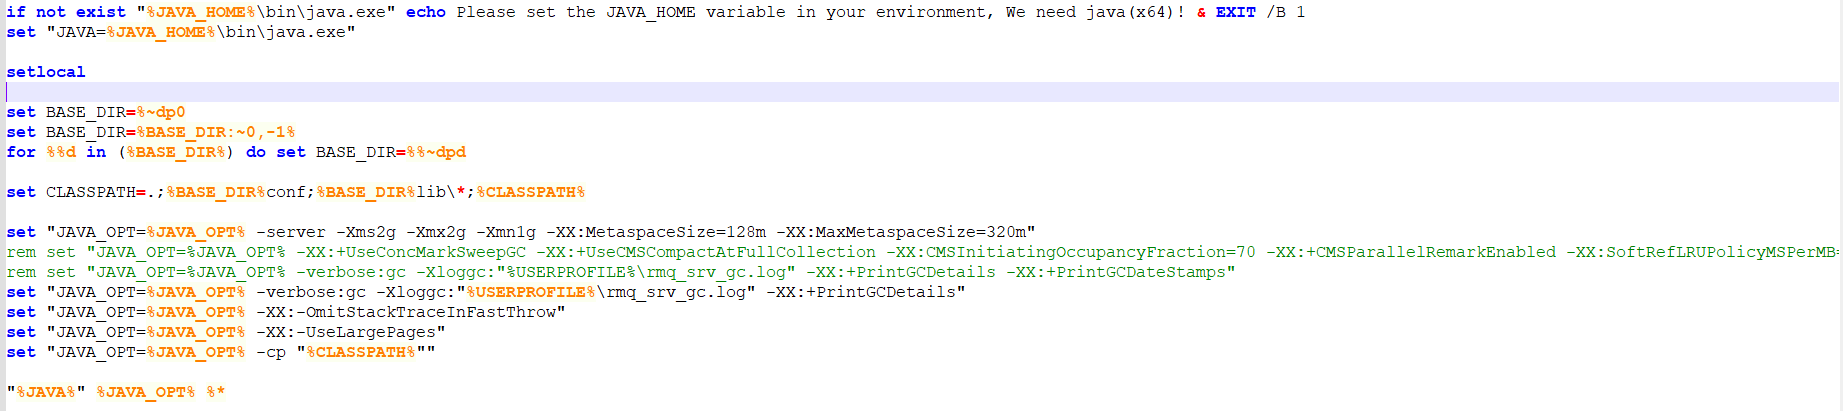 if not exist "%JAVA_HOME%\bin\java.exe" echo Please set the JAVA_HOME variable in your environment, We need java(x64)! & EXIT /B 1
set "JAVA=%JAVA_HOME%\bin\java.exe"
setlocal
set BASE_DIR=%~dp0
set BASE_DIR=%BASE_DIR:~0,-1%
for %%d in (%BASE_DIR%) do set BASE_DIR=%%~dpd
set CLASSPATH=.;%BASE_DIR%conf;%BASE_DIR%lib\*;%CLASSPATH%
set "JAVA_OPT=%JAVA_OPT% -server -Xms2g -Xmx2g -Xmn1g -XX:MetaspaceSize=128m -XX:MaxMetaspaceSize=320m"
rem set "JAVA_OPT=%JAVA_OPT% -XX:+UseConcMarkSweepGC -XX:+UseCMSCompactAtFullCollection -XX:CMSInitiatingOccupancyFraction=70 -XX:+CMSParallelRemarkEnabled -XX:SoftRefLRUPolicyMSPerMB=
rem set "JAVA_OPT=%JAVA_OPT% -verbose:gc -Xloggc:"%USERPROFILE%\rmq_srv_gc.log" -XX:+PrintGCDetails -XX:+PrintGCDateStamps"
set "JAVA_OPT=%JAVA_OPT% -verbose:gc -Xloggc:"%USERPROFILE%\rmq_srv_gc.log" -XX:+PrintGCDetails"
set "JAVA_OPT=%JAVA_OPT% -XX:-OmitStackTraceInFastThrow"
set "JAVA_OPT=%JAVA_OPT% -XX:-UseLargePages"
set "JAVA_OPT=%JAVA_OPT% -cp "%CLASSPATH%""
"%JAVA%" %JAVA_OPT% %*